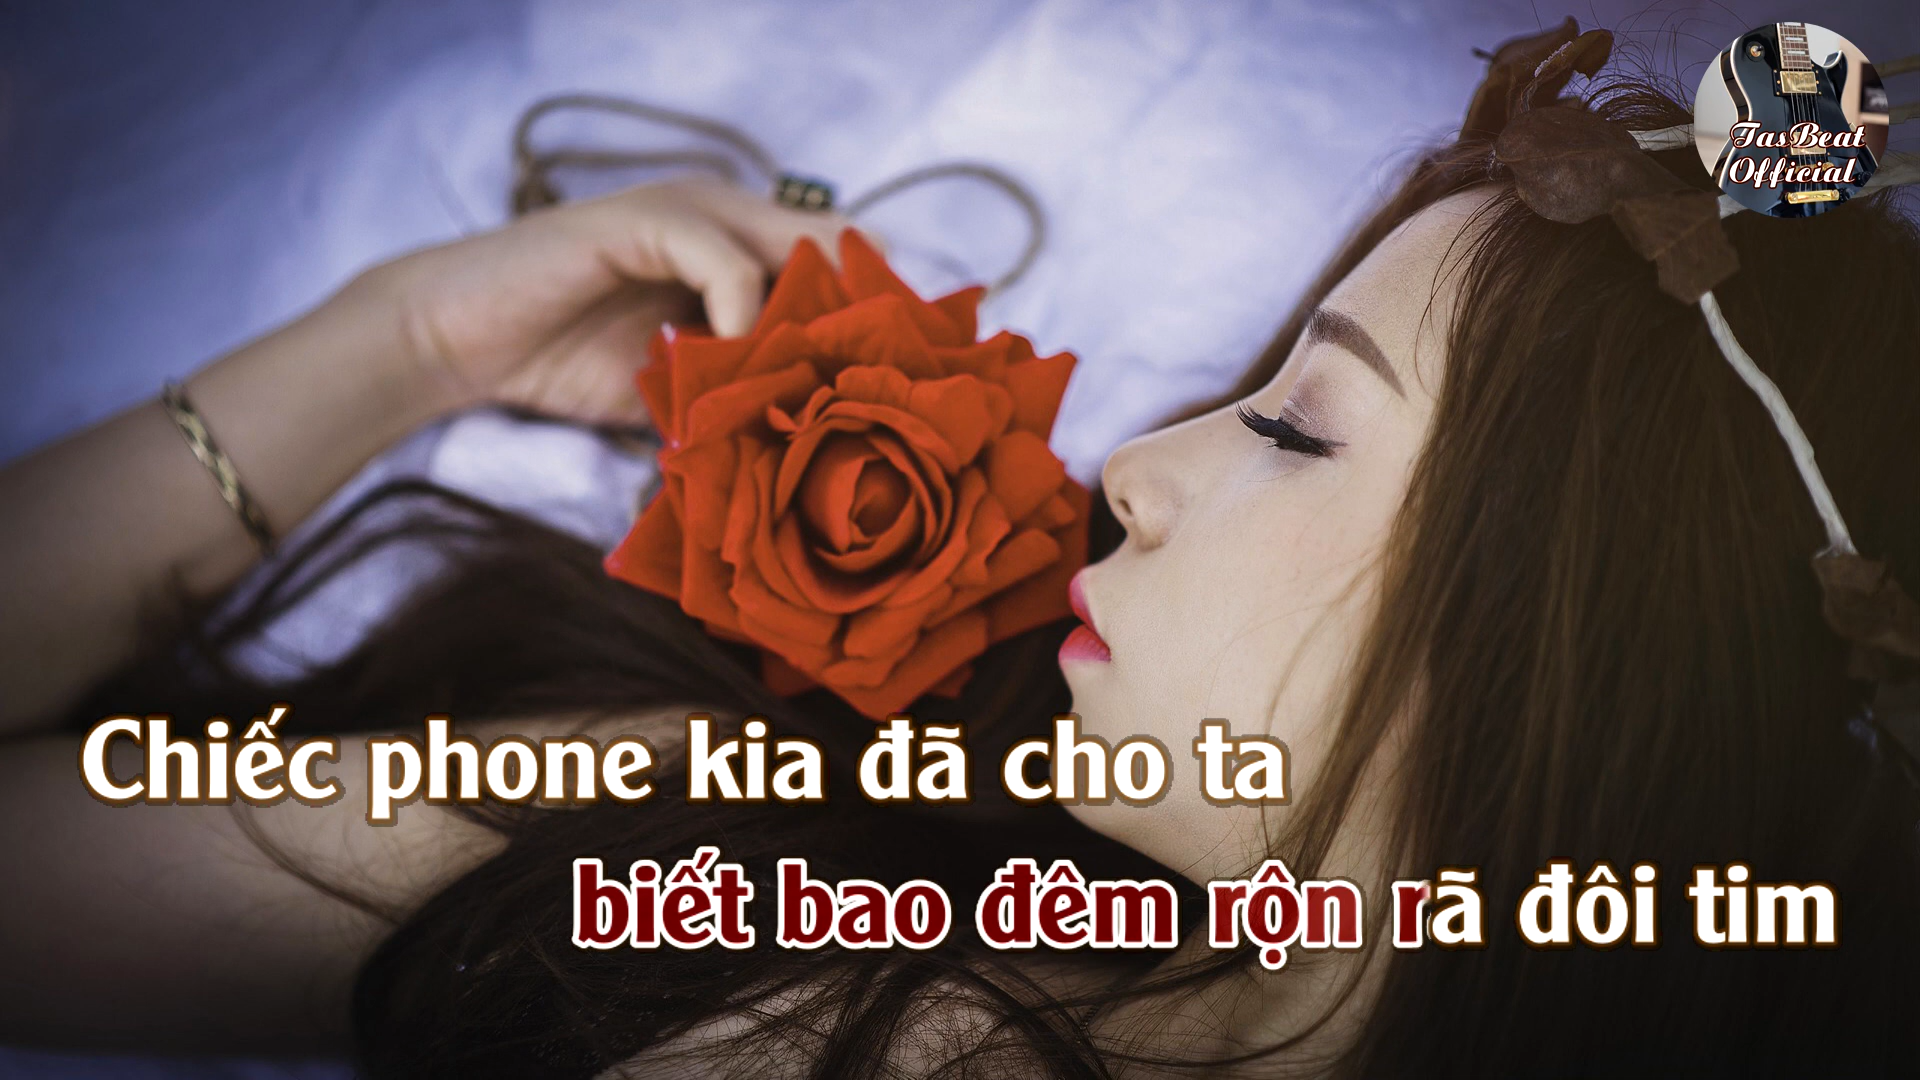 TasBeat
Official
Chiếc phone kia đã cho ta
biết bao đêm rộn rã đôi tim